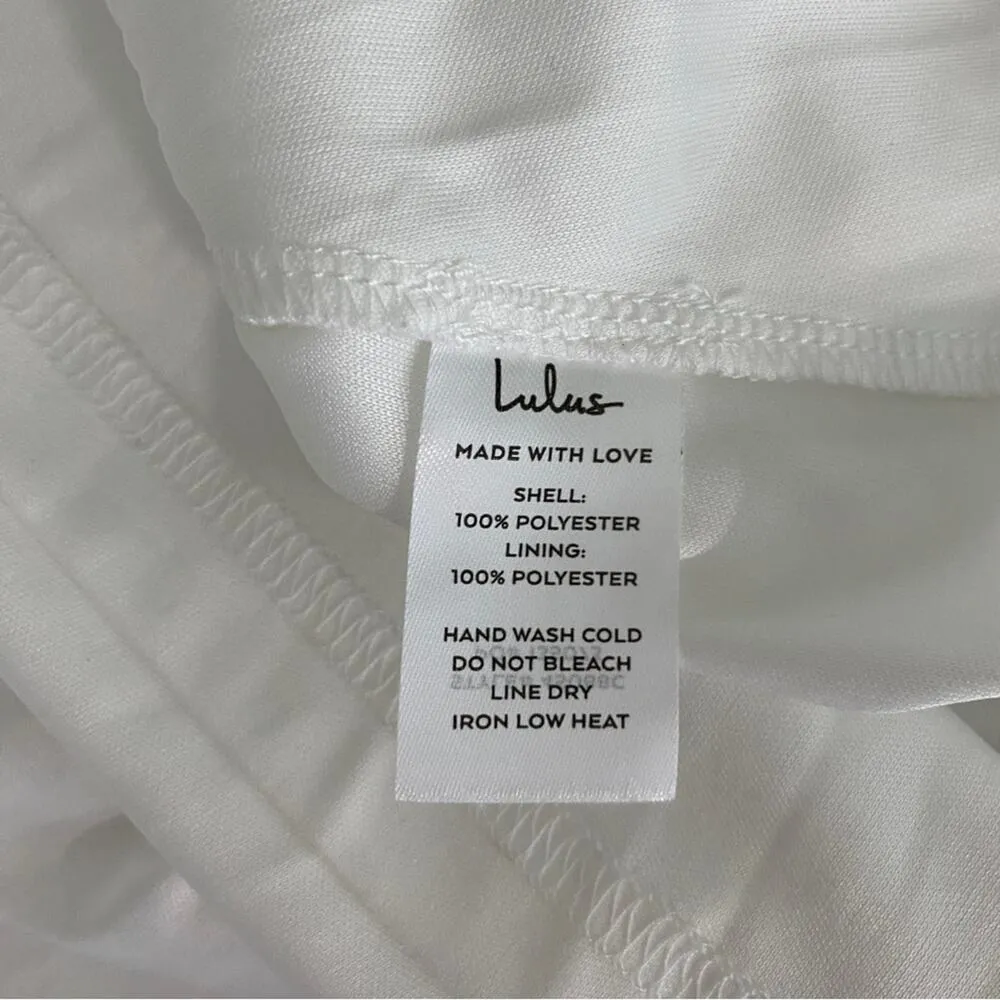 Lulus
MADE WITH LOVE
SHELL:
100% POLYESTER
LINING:
100% POLYESTER
HAND WASH COLD
DO NOT BLEACH
LINE DRY
IRON LOW HEAT